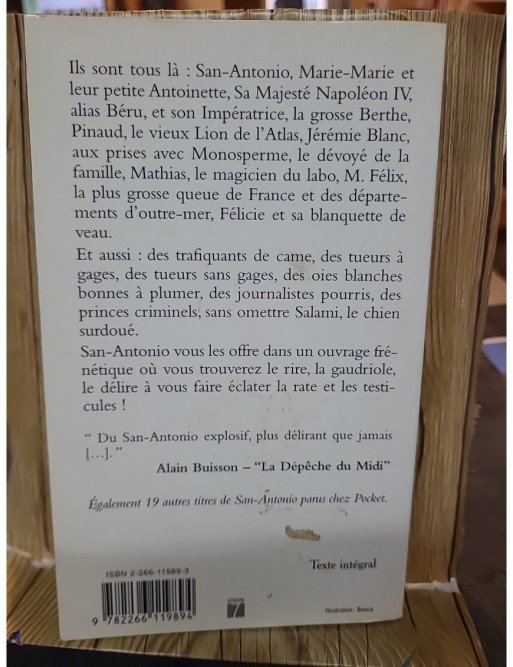 Ils sont tous là : San-Antonio, Marie-Marie et
leur petite Antoinette, Sa Majesté Napoléon IV,
alias Béru, et son Impératrice, la grosse Berthe,
Pinaud, le vieux Lion de l'Atlas, Jérémie Blanc,
aux prises avec Monosperme, le dévoyé de la
famille, Mathias, le magicien du labo, M. Félix,
la plus grosse queue de France et des départe-
ments d'outre-mer, Félicie et sa blanquette de
veau.
Et aussi : des trafiquants de came, des tueurs à
gages, des tueurs sans gages, des oies blanches
bonnes à plumer, des journalistes pourris, des
princes criminels, sans omettre Salami, le chien
surdoué.
San-Antonio vous les offre dans un ouvrage fré-
nétique où vous trouverez le rire, la gaudriole,
le délire à vous faire éclater la rate et les testi-
cules !
" Du San-Antonio explosif, plus délirant que jamais
[...]. "
Alain Buisson – "La Dépêche du Midi"
Également 19 autres titres de San-Antonio parus chez Pocket.
Texte intégral
ISBN 2-266-11989-3
9 782266 119894
7
Illustration. Boucq